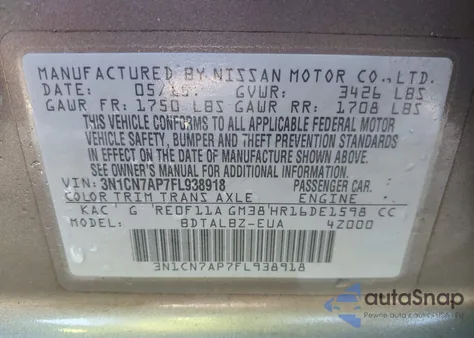 MANUFACTURED BY NISSAN MOTOR CO., LTD.
DATE: 05/15 GVWR: 3426 LBS
GAWR FR: 1750 LBS GAWR RR: 1708 LBS
THIS VEHICLE CONFORMS TO ALL APPLICABLE FEDERAL MOTOR
VEHICLE SAFETY, BUMPER AND THEFT PREVENTION STANDARDS
IN EFFECT ON THE DATE OF MANUFACTURE SHOWN ABOVE.
SEE OWNER'S MANUAL FOR ADDITIONAL INFORMATION.
VIN: 3N1CN7AP7FL938918 PASSENGER CAR.
COLOR TRIM TRANS AXLE ENGINE
KAC G RE0F11A GM38 HR16DE1598 CC
MODEL: BDTALBZ-EUA 4Z000
3N1CN7AP7FL938918
autoSnap